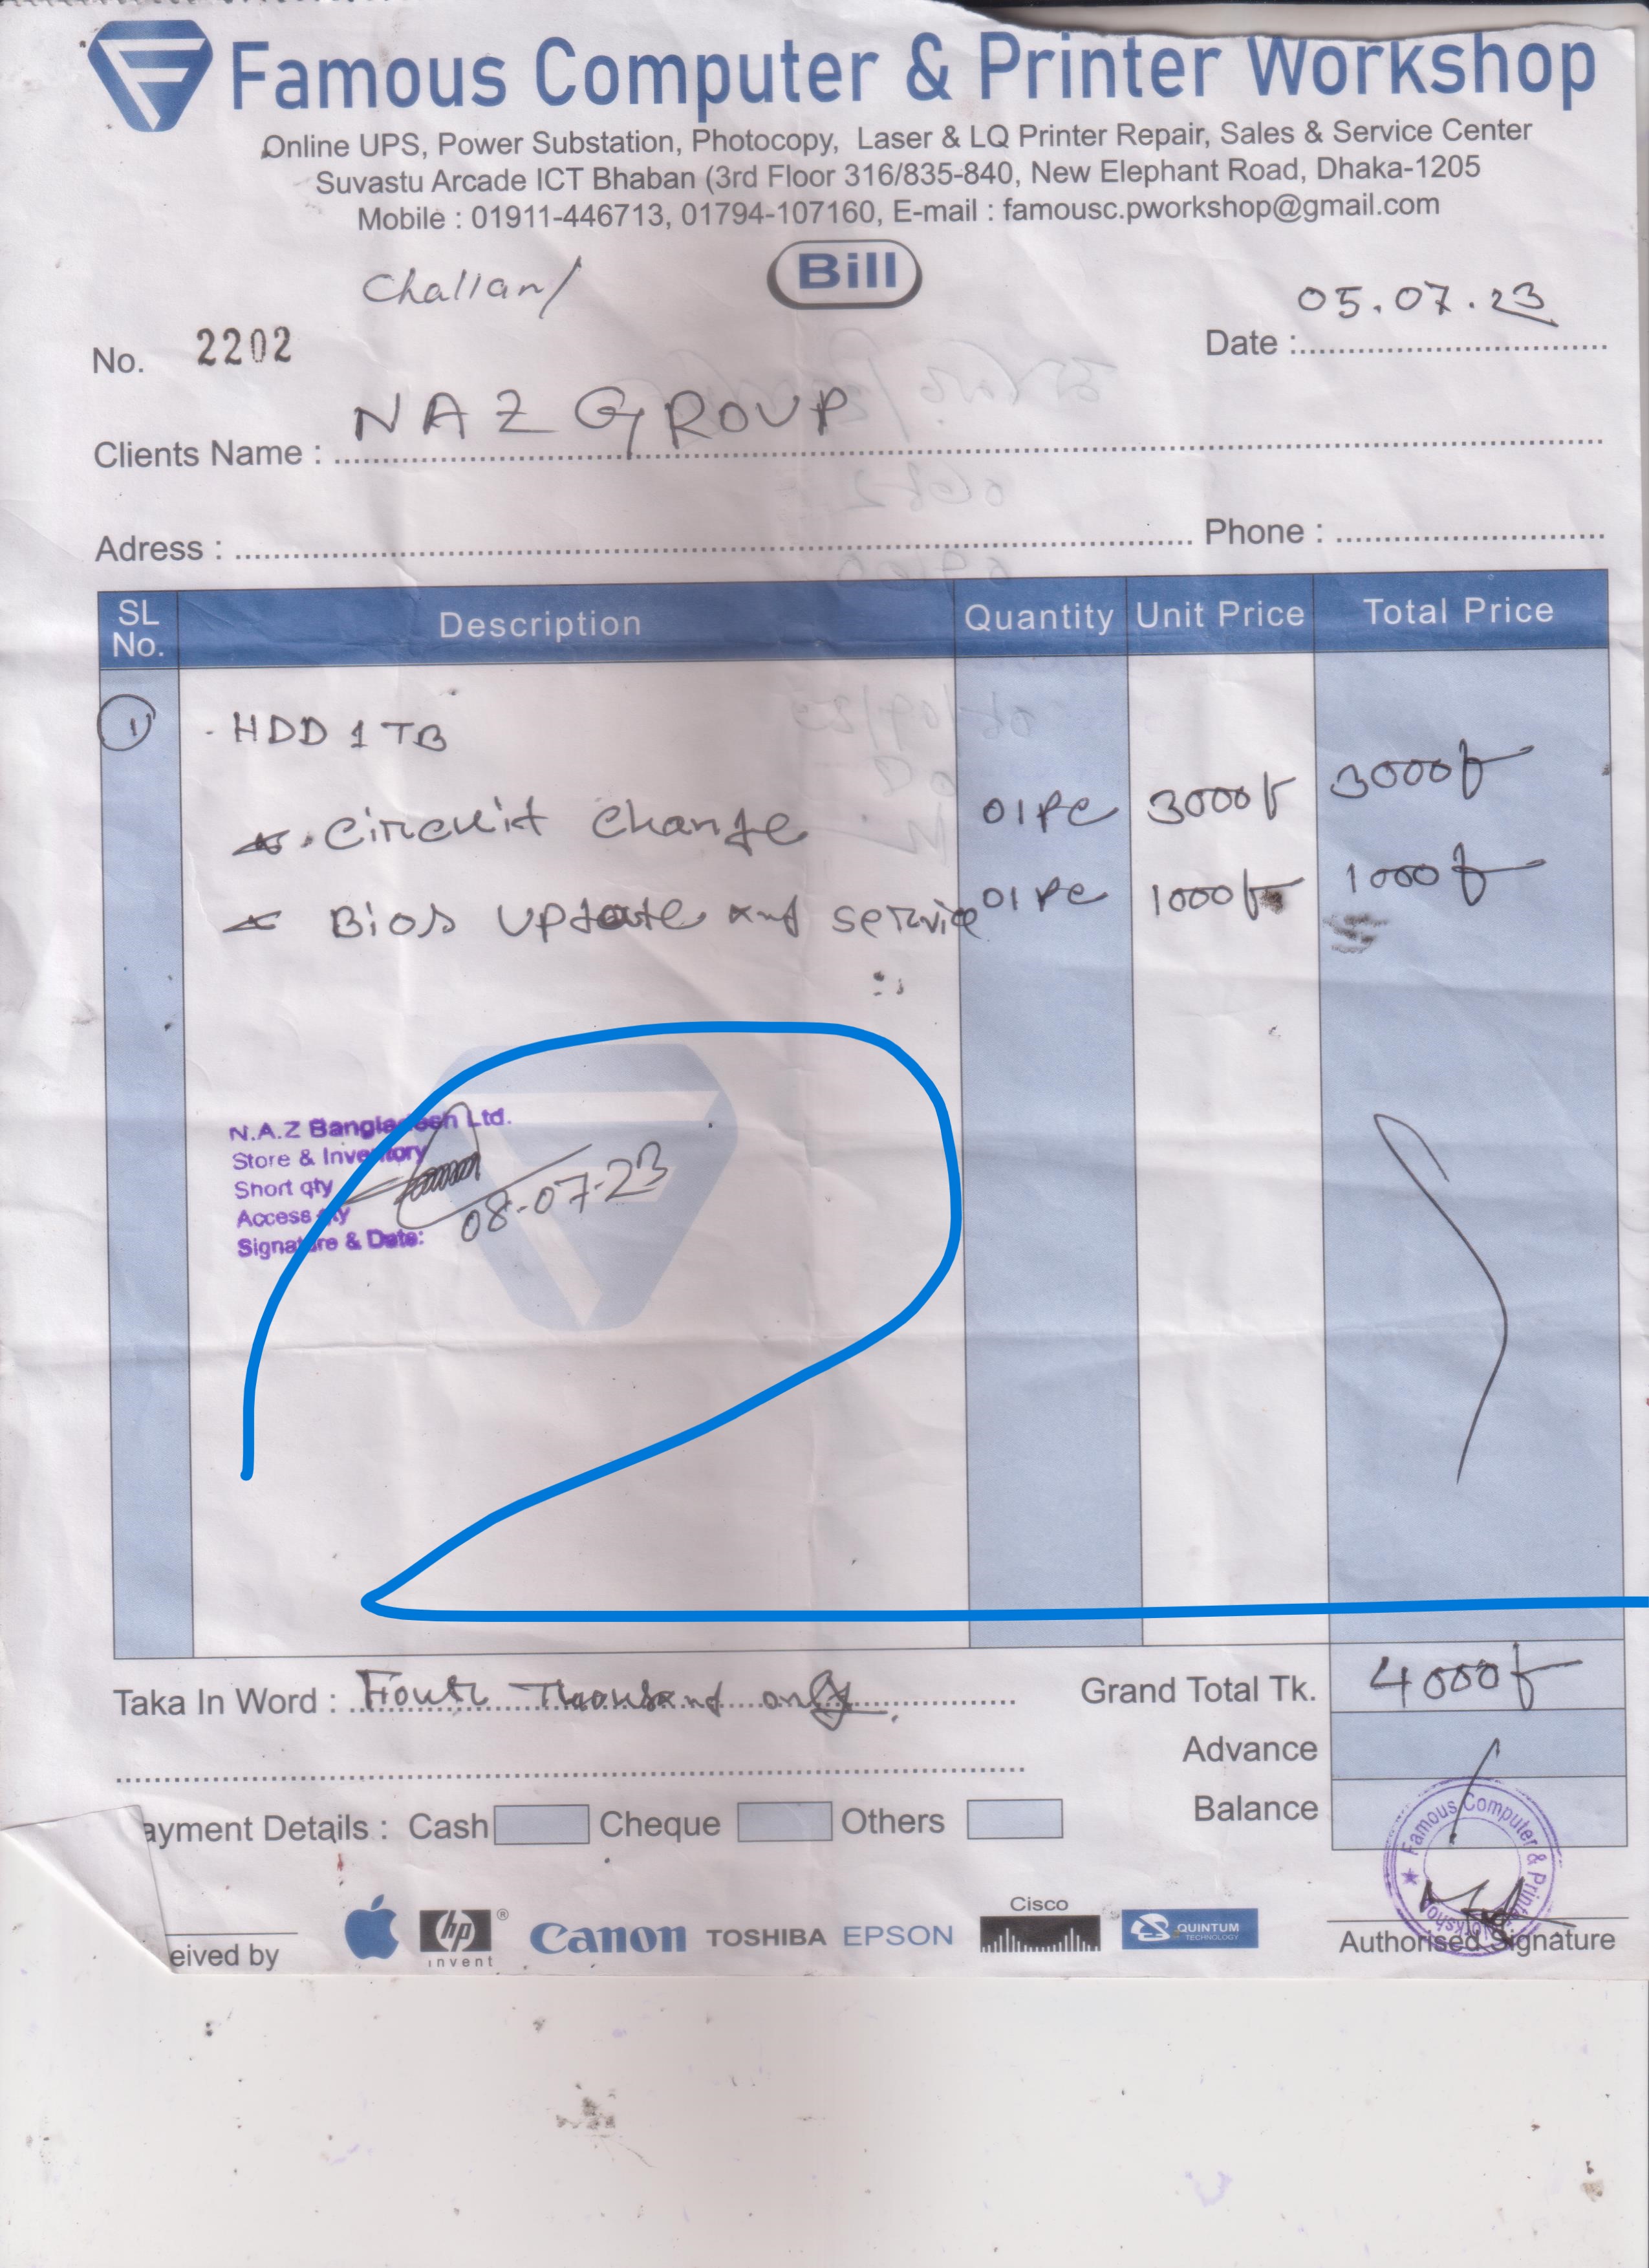 Famous Computer & Printer Workshop
Online UPS, Power Substation, Photocopy, Laser & LQ Printer Repair, Sales & Service Center
Suvastu Arcade ICT Bhaban (3rd Floor 316/835-840, New Elephant Road, Dhaka-1205
Mobile : 01911-446713, 01794-107160, E-mail : famousc.pworkshop@gmail.com
Challan/ Bill
No. 2202 Date : 05.07.23
Clients Name : NAZ GROUP
Adress : Phone :
SL No. Description Quantity Unit Price Total Price
1 HDD 1 TB
Circuit change 01 Pc 3000/- 3000/-
Bios update and service 01 Pc 1000/- 1000/-
N.A.Z Bangladesh Ltd.
Store & Inventory
Short qty
Access qty
Signature & Date: 08-07-23
Taka In Word : Four Thousand only. Grand Total Tk. 4000/-
Advance
Balance
ayment Details : Cash Cheque Others
Famous Computer & Printer Workshop
eived by
hp invent Canon TOSHIBA EPSON Cisco QUINTUM TECHNOLOGY
Authorised Signature